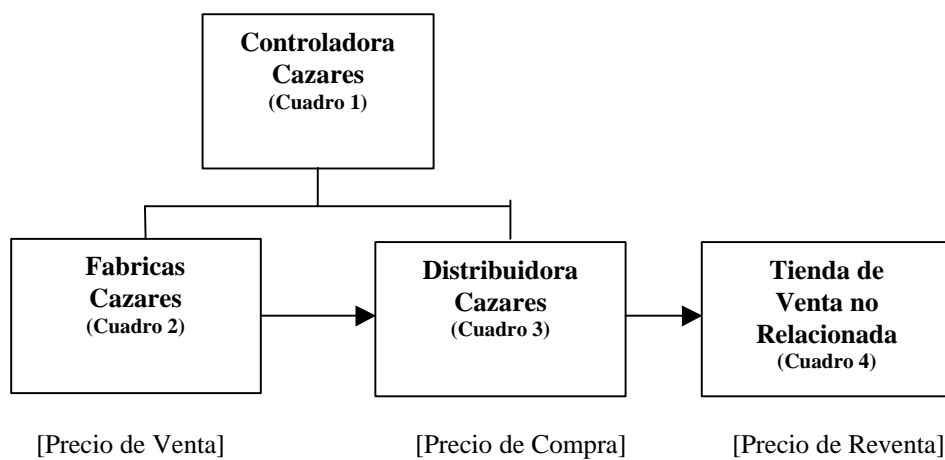 Controladora
Cazares
(Cuadro 1)
Fabricas
Cazares
(Cuadro 2)
Distribuidora
Cazares
(Cuadro 3)
Tienda de
Venta no
Relacionada
(Cuadro 4)
[Precio de Venta]
[Precio de Compra]
[Precio de Reventa]